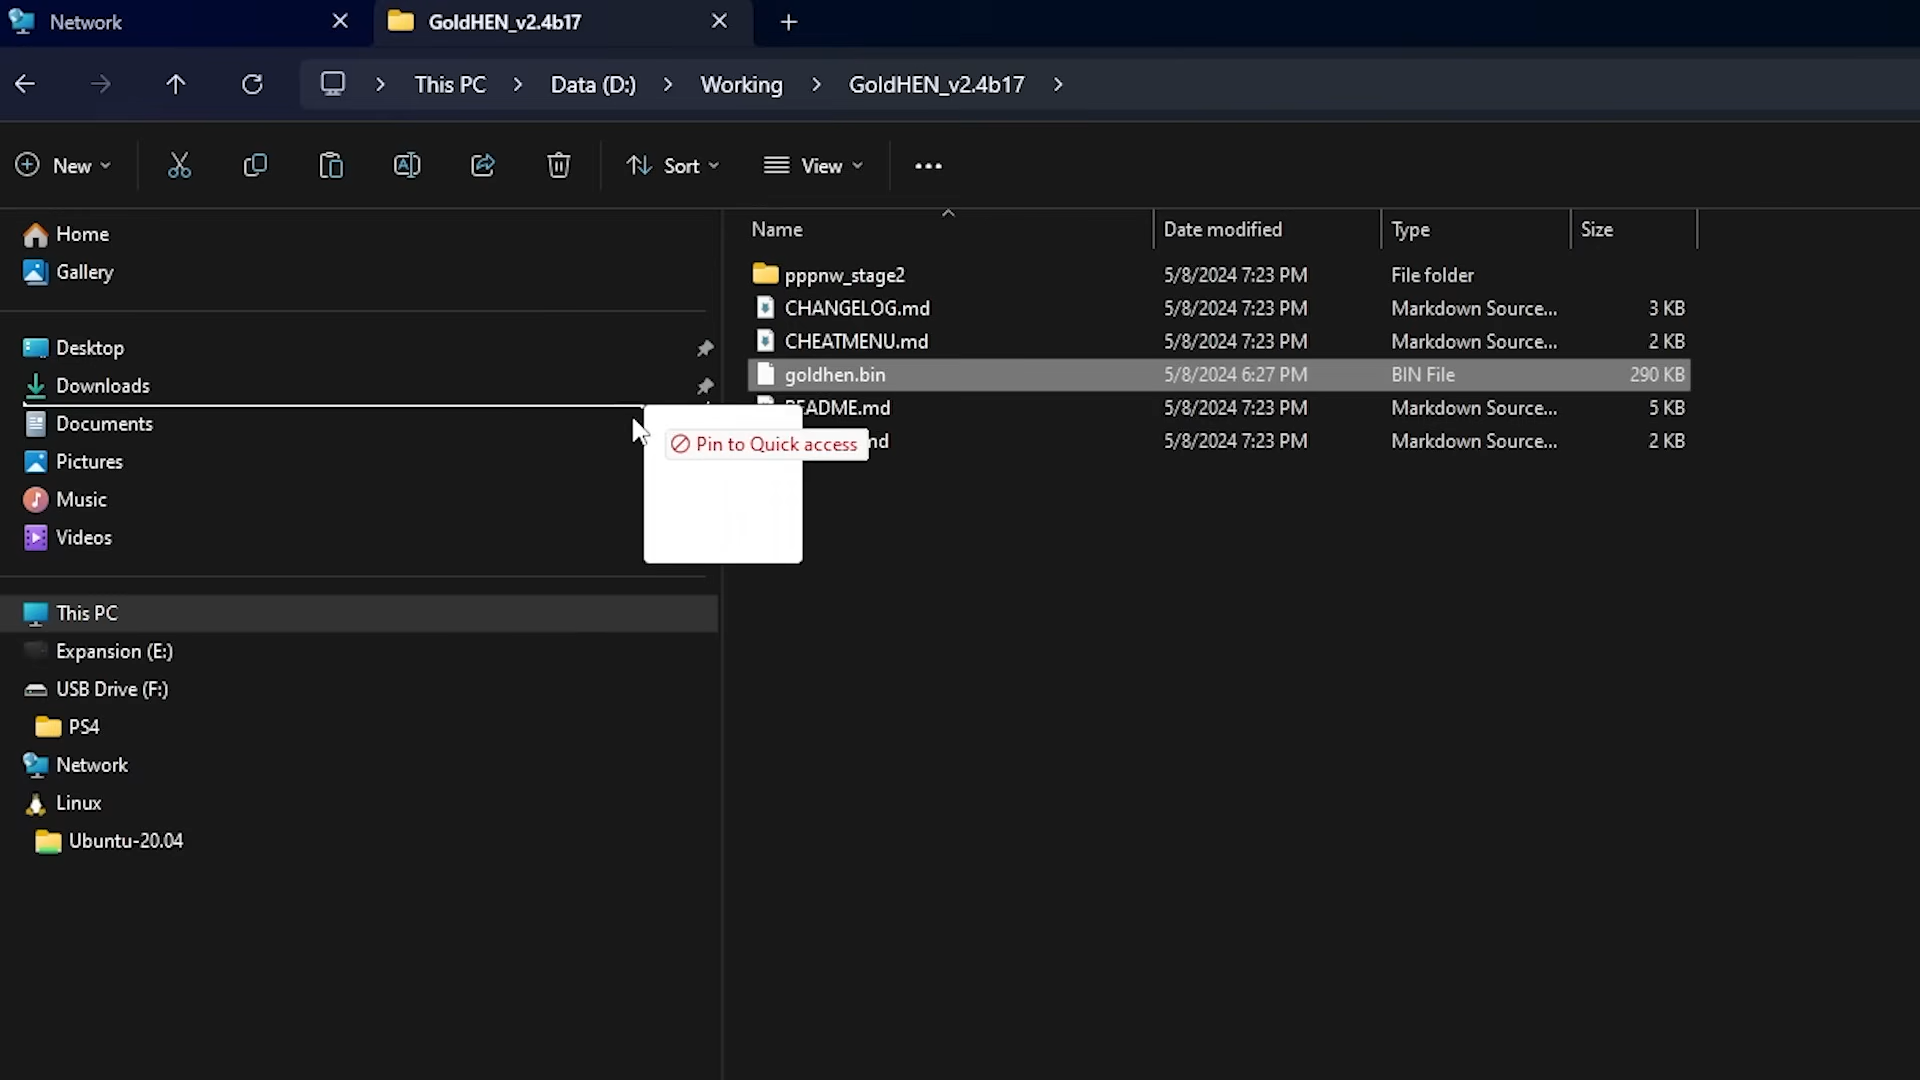 Network
GoldHEN_v2.4b17
This PC
Data (D:)
Working
GoldHEN_v2.4b17
New
Sort
View
Home
Gallery
Desktop
Downloads
Documents
Pictures
Music
Videos
This PC
Expansion (E:)
USB Drive (F:)
PS4
Network
Linux
Ubuntu-20.04
Name Date modified Type Size
pppnw_stage2 5/8/2024 7:23 PM File folder
CHANGELOG.md 5/8/2024 7:23 PM Markdown Source... 3 KB
CHEATMENU.md 5/8/2024 7:23 PM Markdown Source... 2 KB
goldhen.bin 5/8/2024 6:27 PM BIN File 290 KB
README.md 5/8/2024 7:23 PM Markdown Source... 5 KB
5/8/2024 7:23 PM Markdown Source... 2 KB
Pin to Quick access